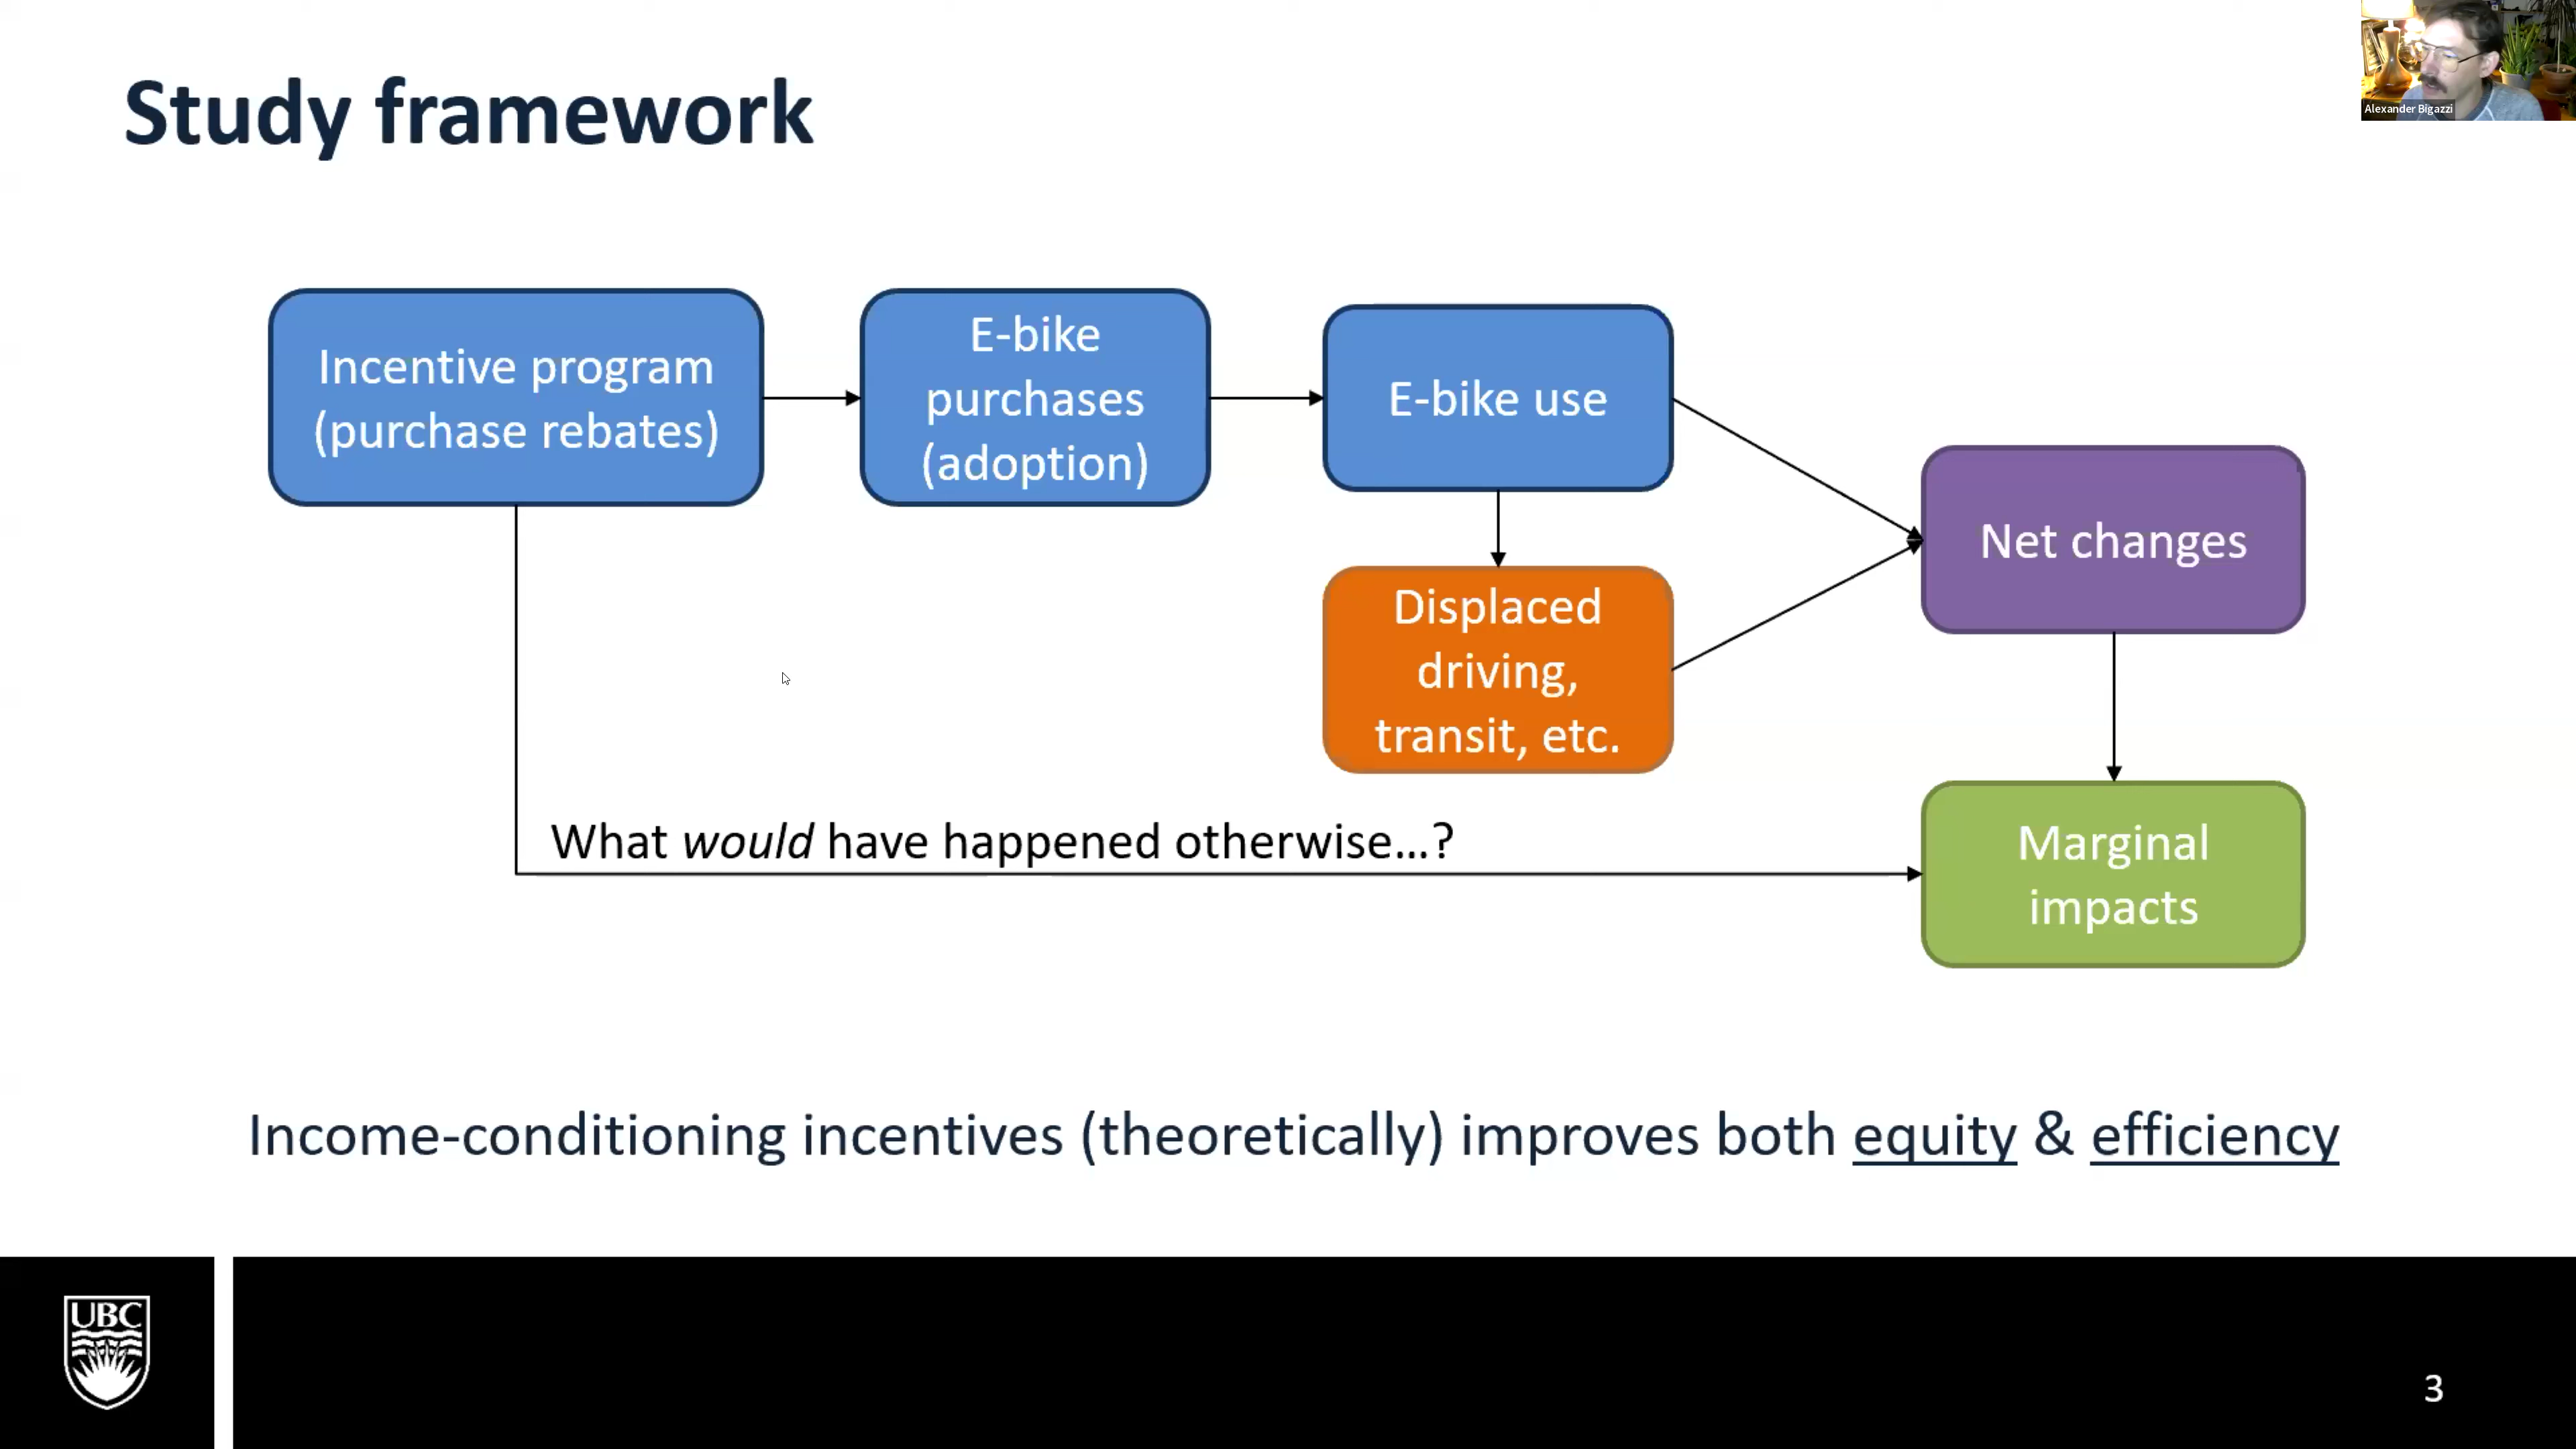 Alexander Bigazzi
Study framework
Incentive program
(purchase rebates)
E-bike
purchases
(adoption)
E-bike use
Displaced
driving,
transit, etc.
Net changes
What would have happened otherwise...?
Marginal
impacts
Income-conditioning incentives (theoretically) improves both equity & efficiency
UBC
3